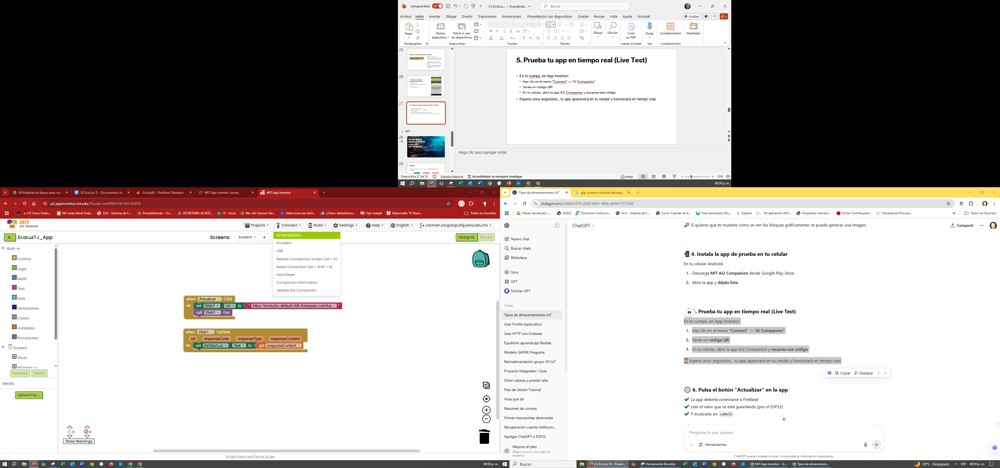 Autoguardado
2.3 EcoLuz... • Guardando...
Buscar
Archivo Inicio Insertar Dibujar Diseño Transiciones Animaciones Presentación con diapositivas Grabar Revisar Vista Ayuda Acrobat
Grabar
Pegar
Nueva diapositiva
Volver a usar las diapositivas
18
Dibujo
Edición
Crear un PDF
Dictar
Complementos
Diseñador
Portapapeles
Diapositivas
Fuente
Párrafo
Adobe Acrobat
Voz
Complementos
25
Recibir la respuesta de Firebase
26
4. Instala la app de prueba en tu celular
27
5. Prueba tu app en tiempo real (Live Test)
API
28
Enviar datos
desde el ESP32
a una API
(HTTP POST)
29
Objetivo
5. Prueba tu app en tiempo real (Live Test)
• En tu compu, en App Inventor:
• Haz clic en el menú "Connect" → "AI Companion"
• Verás un código QR
• En tu celular, abre la app AI2 Companion y escanea ese código
• Espera unos segundos... tu app aparecerá en tu celular y funcionará en tiempo real.
Haga clic para agregar notas
Diapositiva 27 de 35
Español (México)
Accesibilidad: es necesario investigar
Notas
52%
08:59 p. m.
04 Material de Apoyo para sesi
03 EcoLuz TJ - Documentos de
EcoluzBC - Realtime Database -
MIT App Inventor Survey
MIT App Inventor
ai2.appinventor.mit.edu/?locale=en#4903195183742976
Curso Gratis...
Mi Carta Astral Grati...
SCA - Sistema de C...
TI - Inicio
Procedimiento - Go...
SECRETARÍA ACADÉ...
Ma. del Carmen Var...
Selecciona una fech...
¿Cómo deberíamos...
Oye Juanjo!
Diplomado "El Nuev...
Todos los favoritos
MIT
APP INVENTOR
Projects
Connect
Build
Settings
Help
English
carmen.vargas@uttijuana.edu.mx
EcoLuzTJ_App
Screens:
Screen1
Designer
Blocks
AI Companion
Emulator
USB
Refresh Companion Screen (Alt + R)
Reset Connection (Alt + Shift + R)
Hard Reset
Companion Information
Update the Companion
Built-in
Control
Logic
Math
Text
Lists
Dictionaries
Colors
Variables
Procedures
Screen1
Titulo
lblValorLuz
Rename
Delete
Media
Upload File ...
when Actualizar .Click
do set Web1 . Url to " https://ecoluzbc-default-rtdb.firebaseio.com/luz... "
call Web1 .Get
when Web1 .GotText
url responseCode responseType responseContent
do set lblValorLuz . Text to get responseContent
0
0
Show Warnings
Privacy Policy and Terms of Use
08:59 p. m.
Tipos de almacenamiento IoT
app inventor android descarga
chatgpt.com/c/682b5379-2020-8001-808c-6bfd17572265
Planes de estudio -...
SISEGI
Directorio Institucio...
SCA - Sistema de C...
Curso: Fuentes de E...
Free download | Blu...
Explore
- Mi aplicación ASP....
Posgrados-Universi...
Portal Contribuyent...
Declaración Provisio...
Todos los favoritos
ChatGPT
Compartir
Nuevo chat
Buscar chats
Biblioteca
Sora
GPT
Scholar GPT
Chats
Tipos de almacenamiento IoT
User Profile Exploration
Usar HTTP con Firebase
Equilibrio aprendizaje flexible
Modelo GAFNE Pregunta
Retroalimentación grupo 5D IoT
Proyecto Integrador I Guía
Dolor cabeza y presión alta
Plan de Sesión Tutorial
Hola qué tal
Resumen de correos
Firmas manuscritas abreviadas
Recuperación cuenta institucio...
Agregar ChatGPT a ESP32
Mejorar el plan
Mayor acceso a los mejores modelos
Si quieres que te muestre cómo se ven los bloques gráficamente, te puedo generar una imagen.
4. Instala la app de prueba en tu celular
En tu celular Android:
1. Descarga MIT AI2 Companion desde Google Play Store.
2. Abre la app y déjala lista.
5. Prueba tu app en tiempo real (Live Test)
En tu compu, en App Inventor:
1. Haz clic en el menú "Connect" → "AI Companion"
2. Verás un código QR
3. En tu celular, abre la app AI2 Companion y escanea ese código
Espera unos segundos... tu app aparecerá en tu celular y funcionará en tiempo real.
Copiar
Destacar
6. Pulsa el botón "Actualizar" en la app
La app debería conectarse a Firebase
Leer el valor que se está guardando (por el ESP32)
Y mostrarlo en Label2.
Pregunta lo que quieras
Herramientas
ChatGPT puede cometer errores. Comprueba la información importante.
Buscar
2.3 EcoLuz TJ - Power...
Herramienta Recortes
MIT App Inventor - G...
Tipos de almacenami...
20°C Despejado
ESP
08:59 p. m.